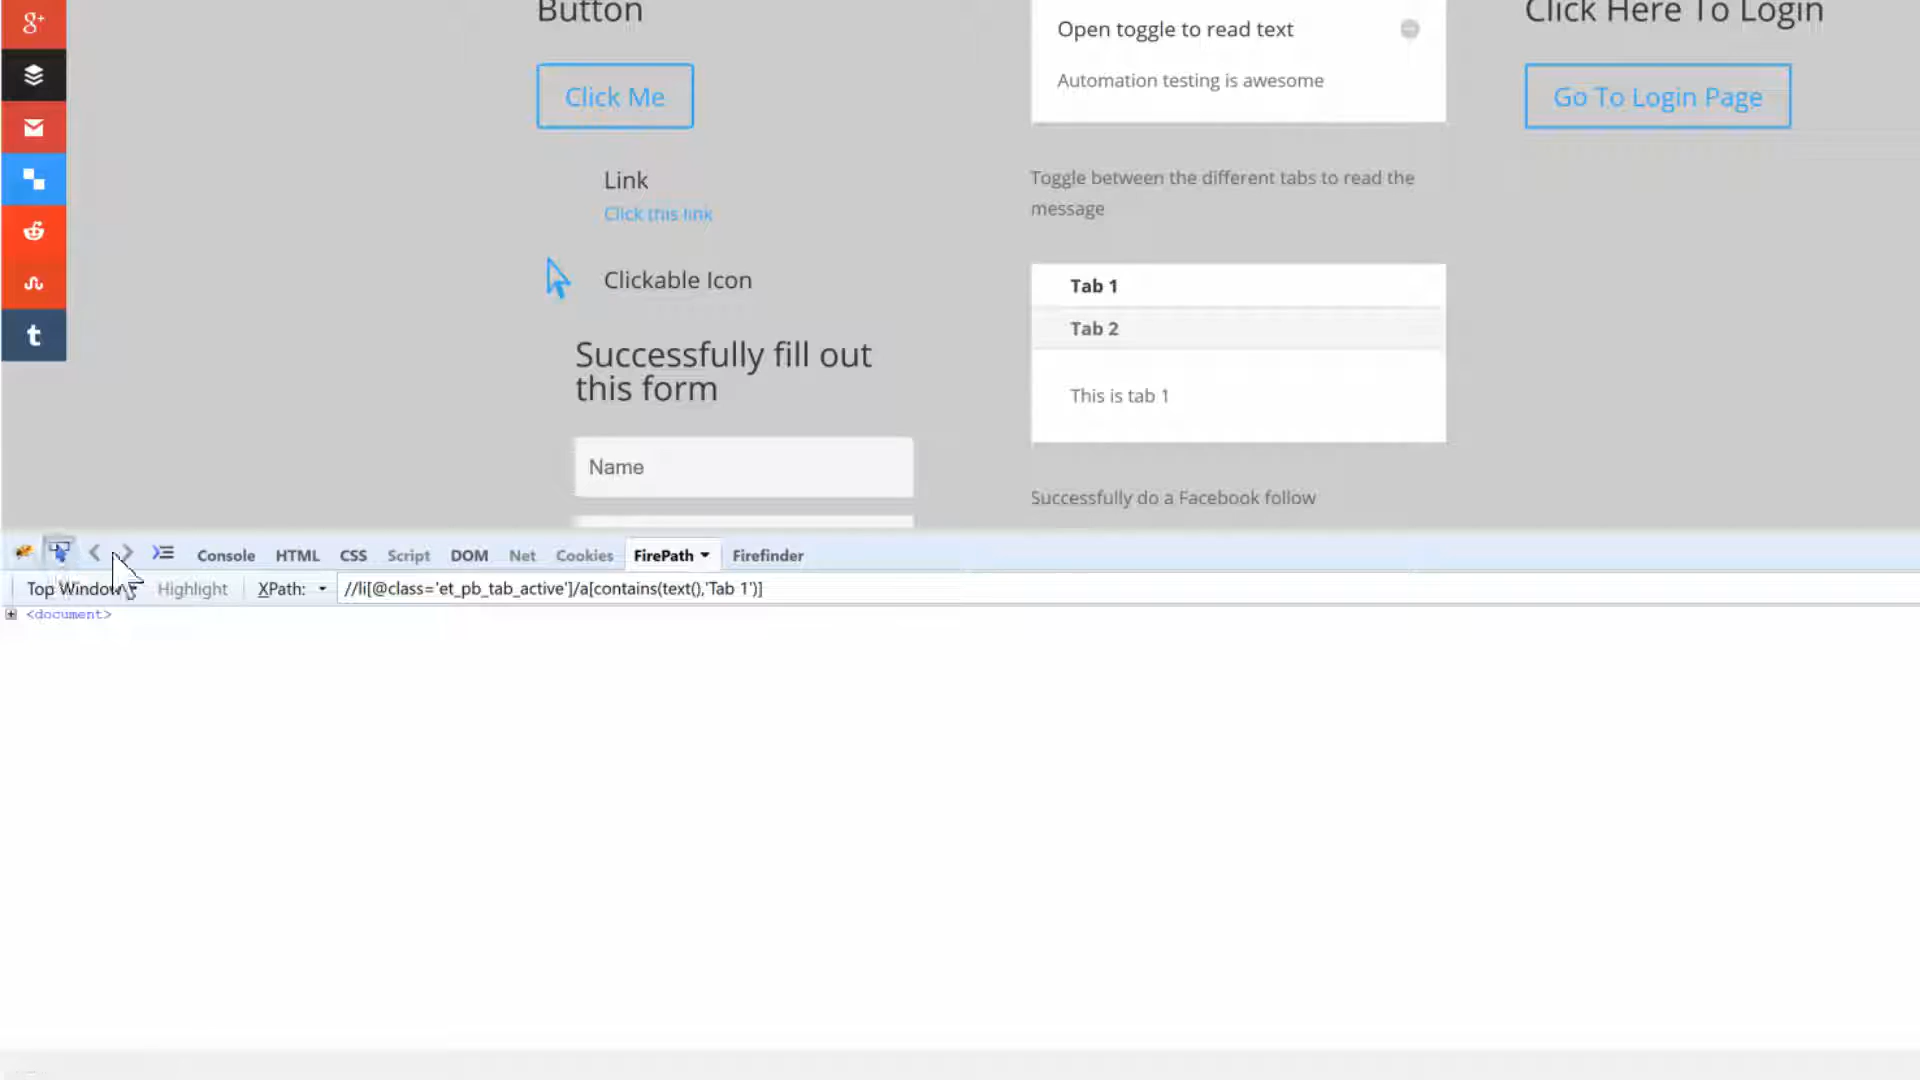 g+
Button
Click Me
Link
Click this link
Clickable Icon
Successfully fill out
this form
Name
Open toggle to read text
Automation testing is awesome
Toggle between the different tabs to read the
message
Tab 1
Tab 2
This is tab 1
Successfully do a Facebook follow
Click Here To Login
Go To Login Page
t
Console HTML CSS Script DOM Net Cookies FirePath Firefinder
Top Window Highlight XPath: //li[@class='et_pb_tab_active']/a[contains(text(),'Tab 1')]
<document>